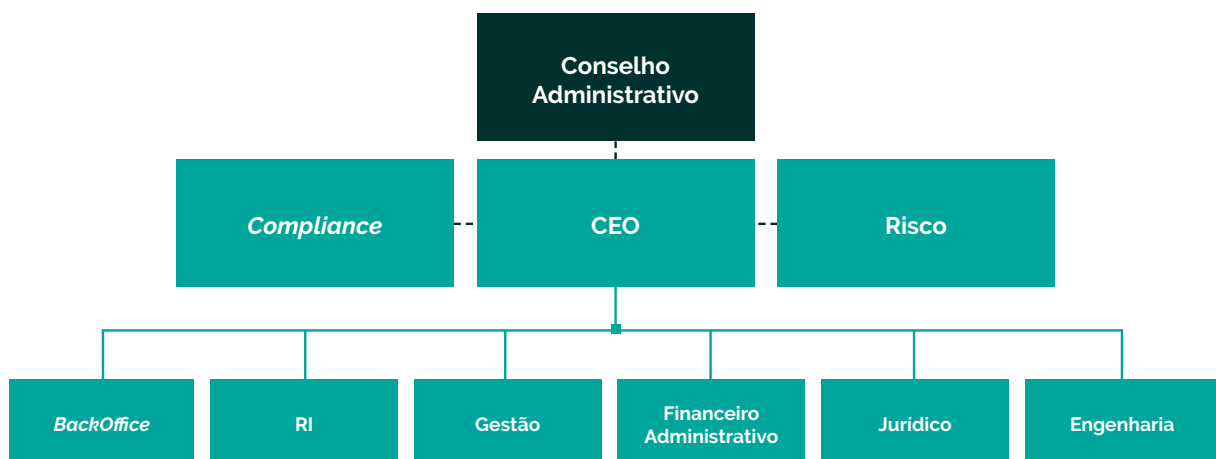 Conselho
Administrativo
Compliance
CEO
Risco
BackOffice
RI
Gestão
Financeiro
Administrativo
Jurídico
Engenharia